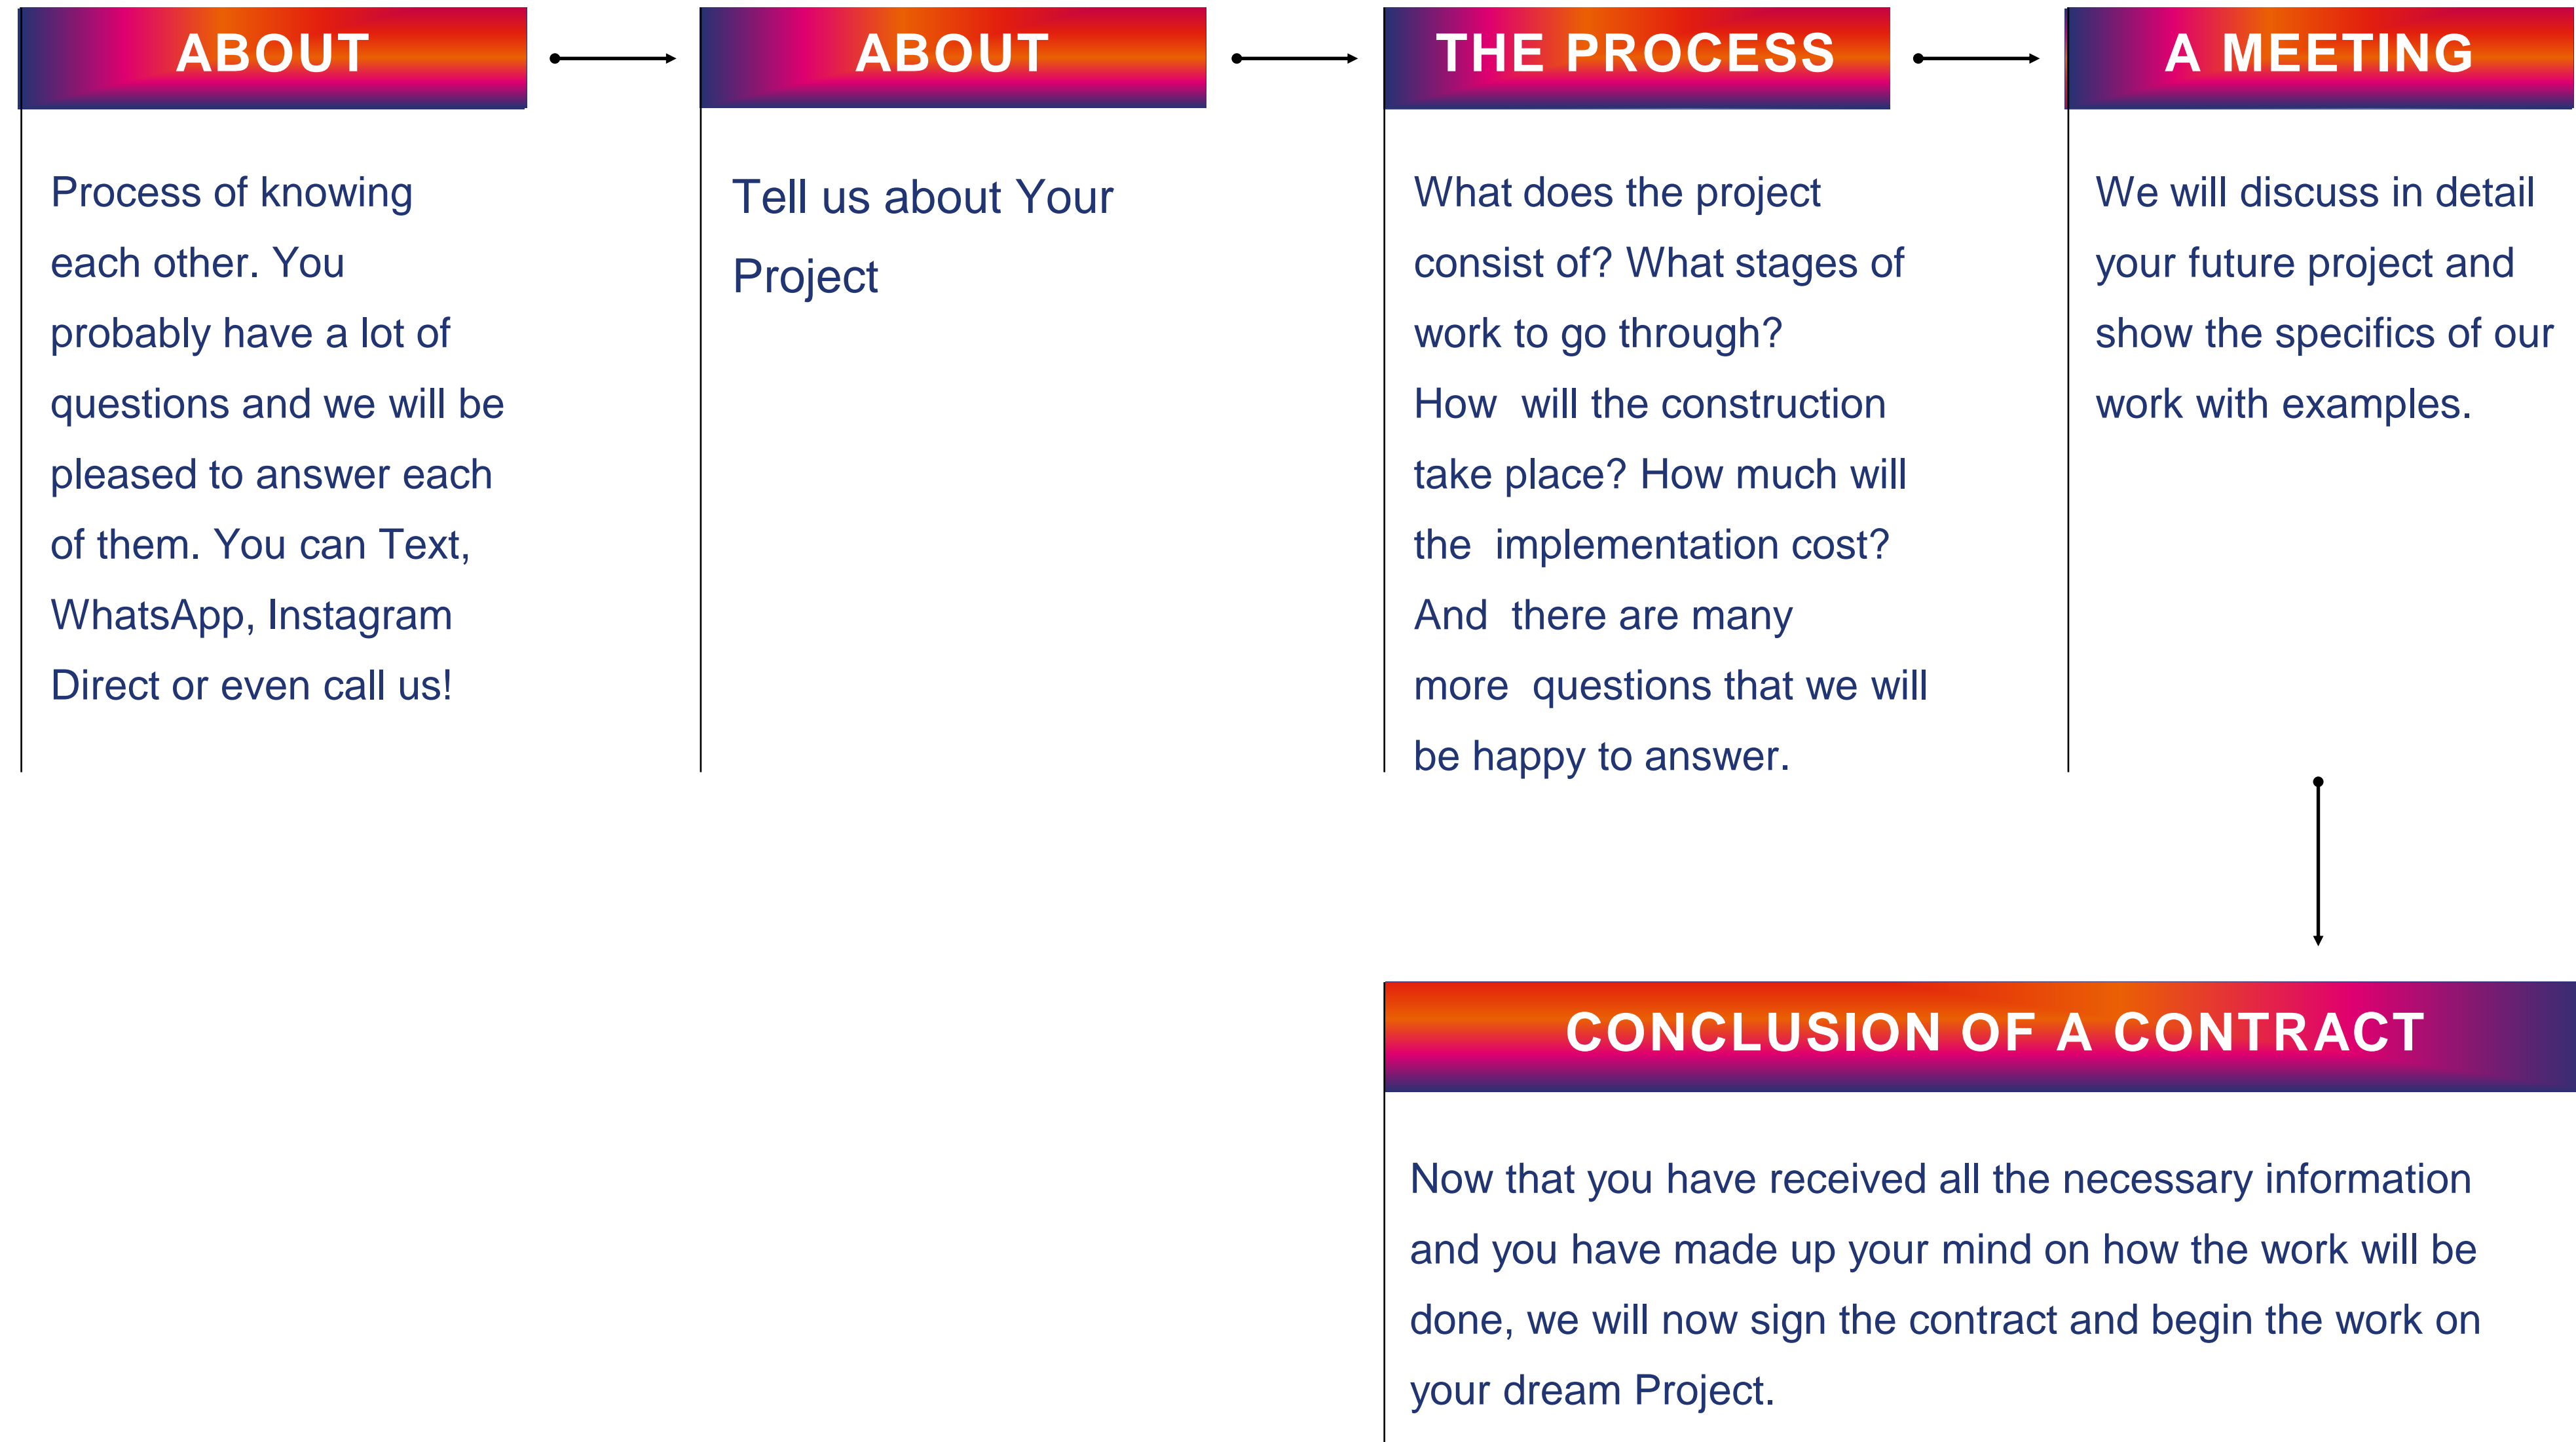 ABOUT
Process of knowing
each other. You
probably have a lot of
questions and we will be
pleased to answer each
of them. You can Text,
WhatsApp, Instagram
Direct or even call us!
ABOUT
Tell us about Your
Project
THE PROCESS
What does the project
consist of? What stages of
work to go through?
How  will the construction
take place? How much will
the  implementation cost?
And  there are many
more  questions that we will
be happy to answer.
A MEETING
We will discuss in detail
your future project and
show the specifics of our
work with examples.
CONCLUSION OF A CONTRACT
Now that you have received all the necessary information
and you have made up your mind on how the work will be
done, we will now sign the contract and begin the work on
your dream Project.